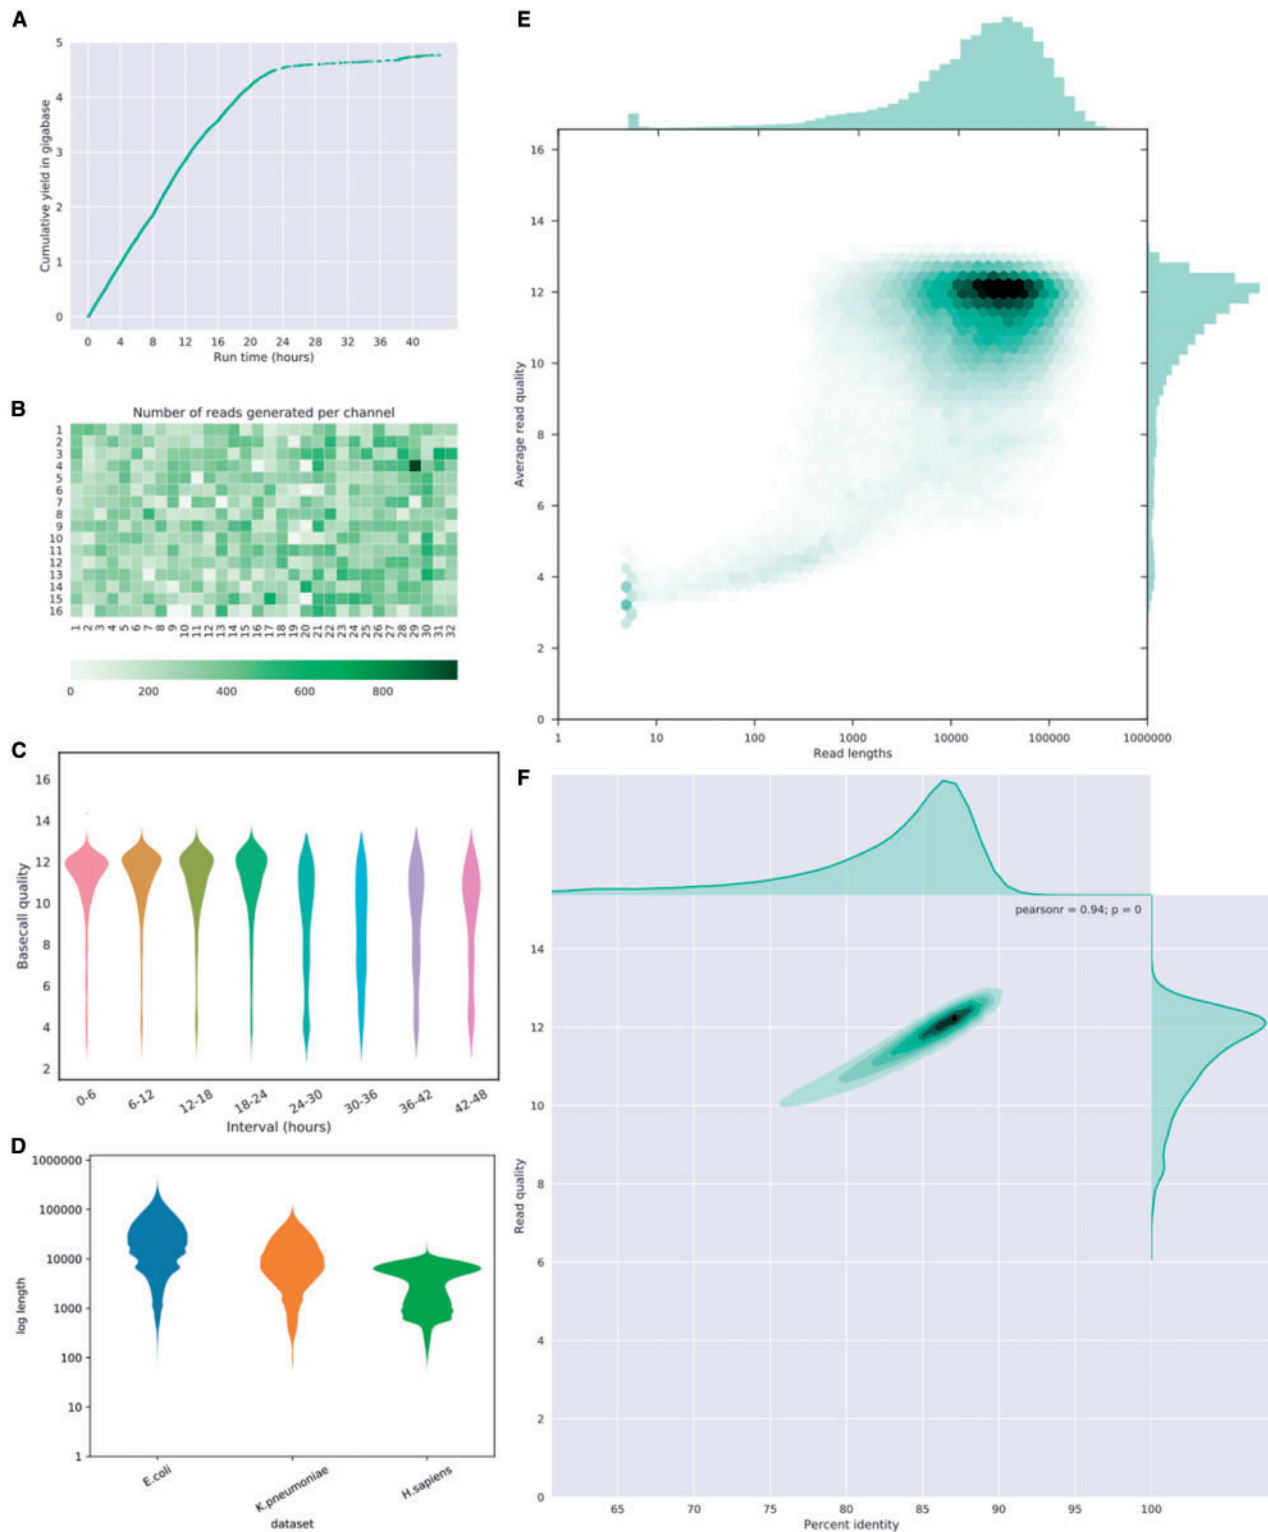 A
5
4
3
2
1
0
Cumulative yield in gigabase
0 4 8 12 16 20 24 28 32 36 40
Run time (hours)
B
Number of reads generated per channel
1
2
3
4
5
6
7
8
9
10
11
12
13
14
15
16
1 2 3 4 5 6 7 8 9 10 11 12 13 14 15 16 17 18 19 20 21 22 23 24 25 26 27 28 29 30 31 32
0 200 400 600 800
C
16
14
12
10
8
6
4
2
Basecall quality
0-6 6-12 12-18 18-24 24-30 30-36 36-42 42-48
Interval (hours)
D
1000000
100000
10000
1000
100
10
1
log length
E.coli K.pneumoniae H.sapiens
dataset
E
16
14
12
10
8
6
4
2
0
Average read quality
1 10 100 1000 10000 100000 1000000
Read lengths
F
pearsonr = 0.94; p = 0
14
12
10
8
6
4
2
0
Read quality
65 70 75 80 85 90 95 100
Percent identity